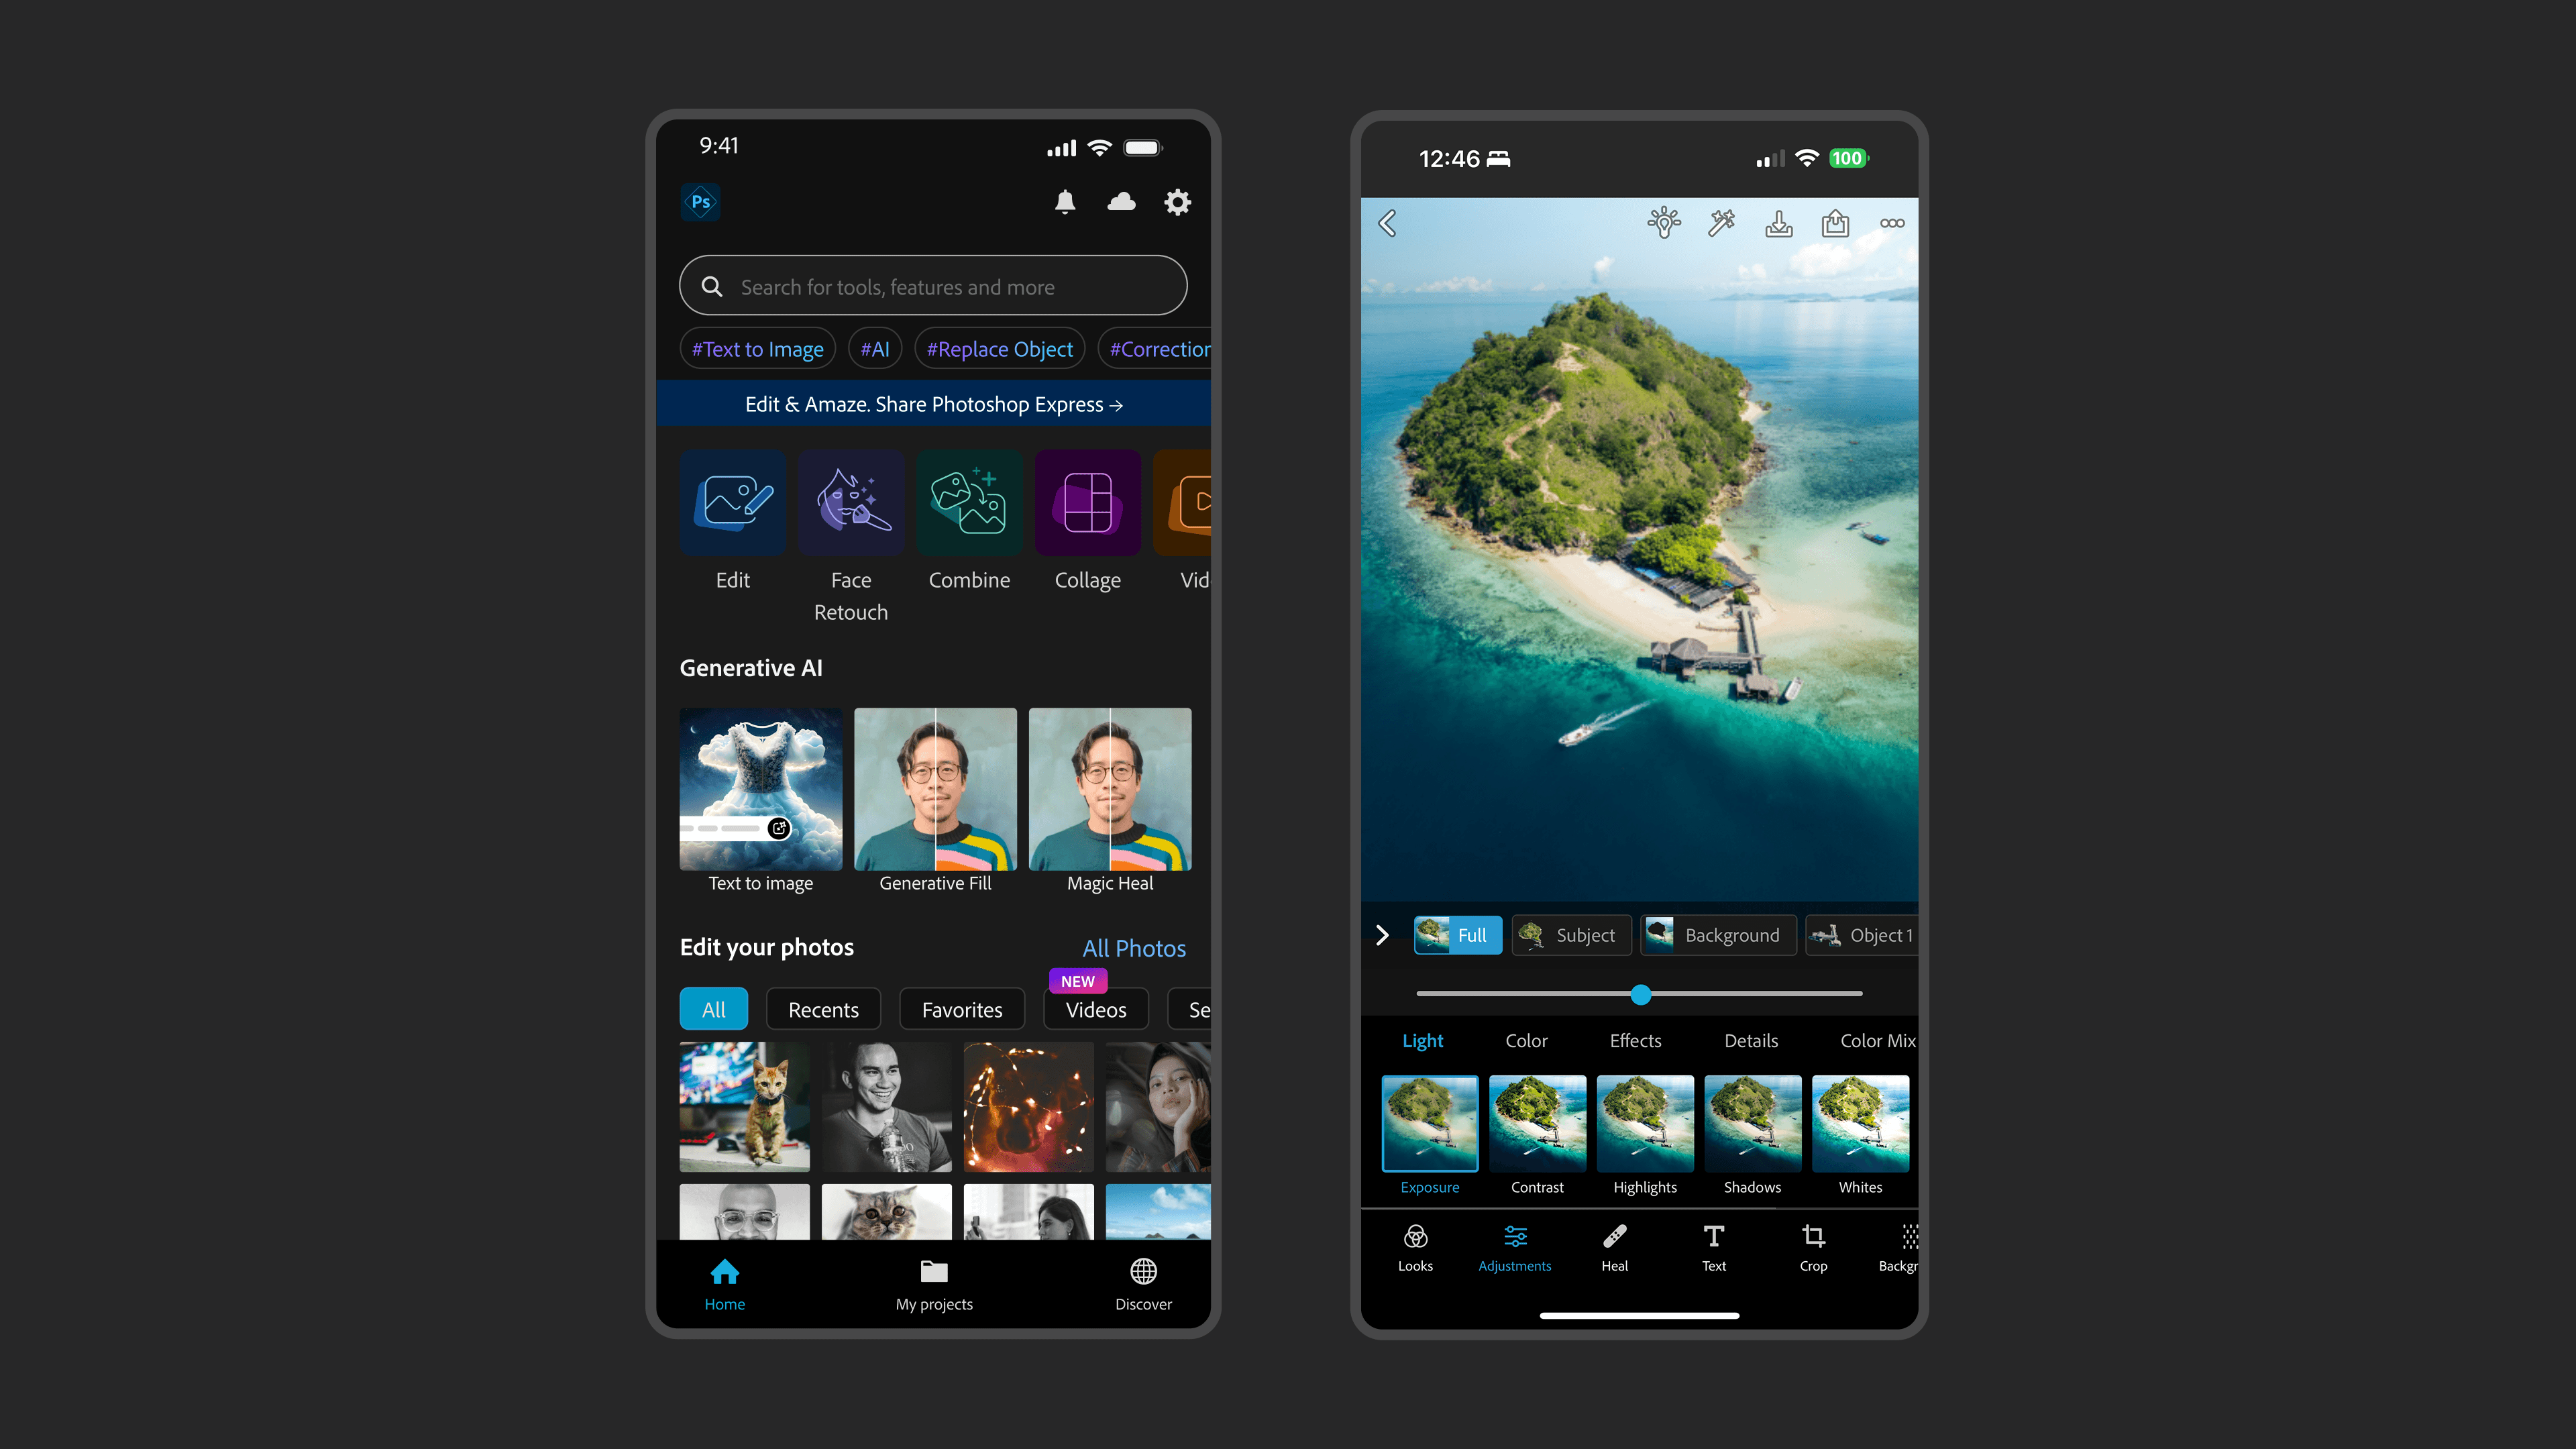 9:41
Ps
Search for tools, features and more
#Text to Image
#AI
#Replace Object
#Correction
Edit & Amaze. Share Photoshop Express →
Edit
Face
Retouch
Combine
Collage
Vid
Generative AI
Text to image
Generative Fill
Magic Heal
Edit your photos
All Photos
NEW
All
Recents
Favorites
Videos
Se
Home
My projects
Discover
12:46
100
Full
Subject
Background
Object 1
Light
Color
Effects
Details
Color Mix
Exposure
Contrast
Highlights
Shadows
Whites
Looks
Adjustments
Heal
Text
Crop
Backgr